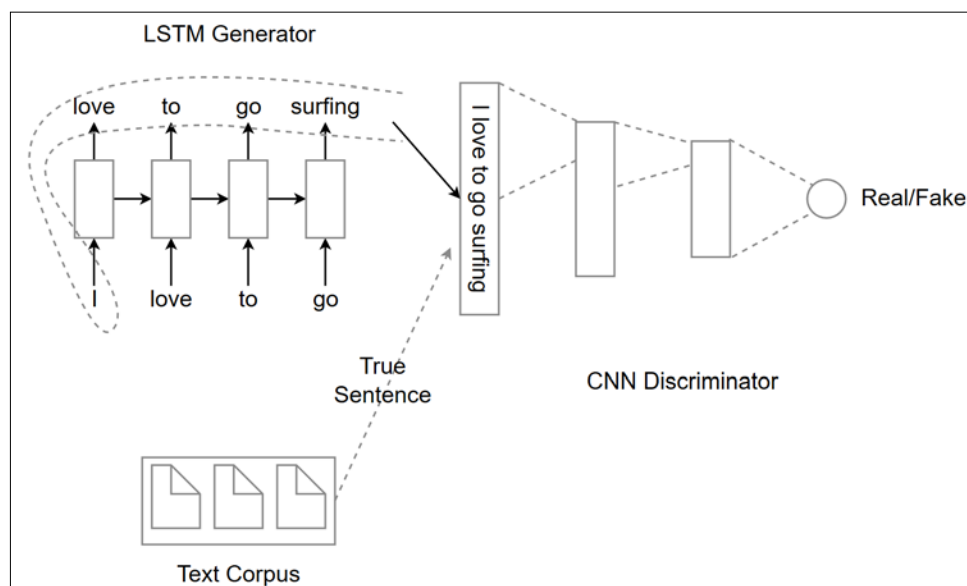 LSTM Generator
love to go surfing
I love to go
I love to go surfing
Real/Fake
True
Sentence
CNN Discriminator
Text Corpus